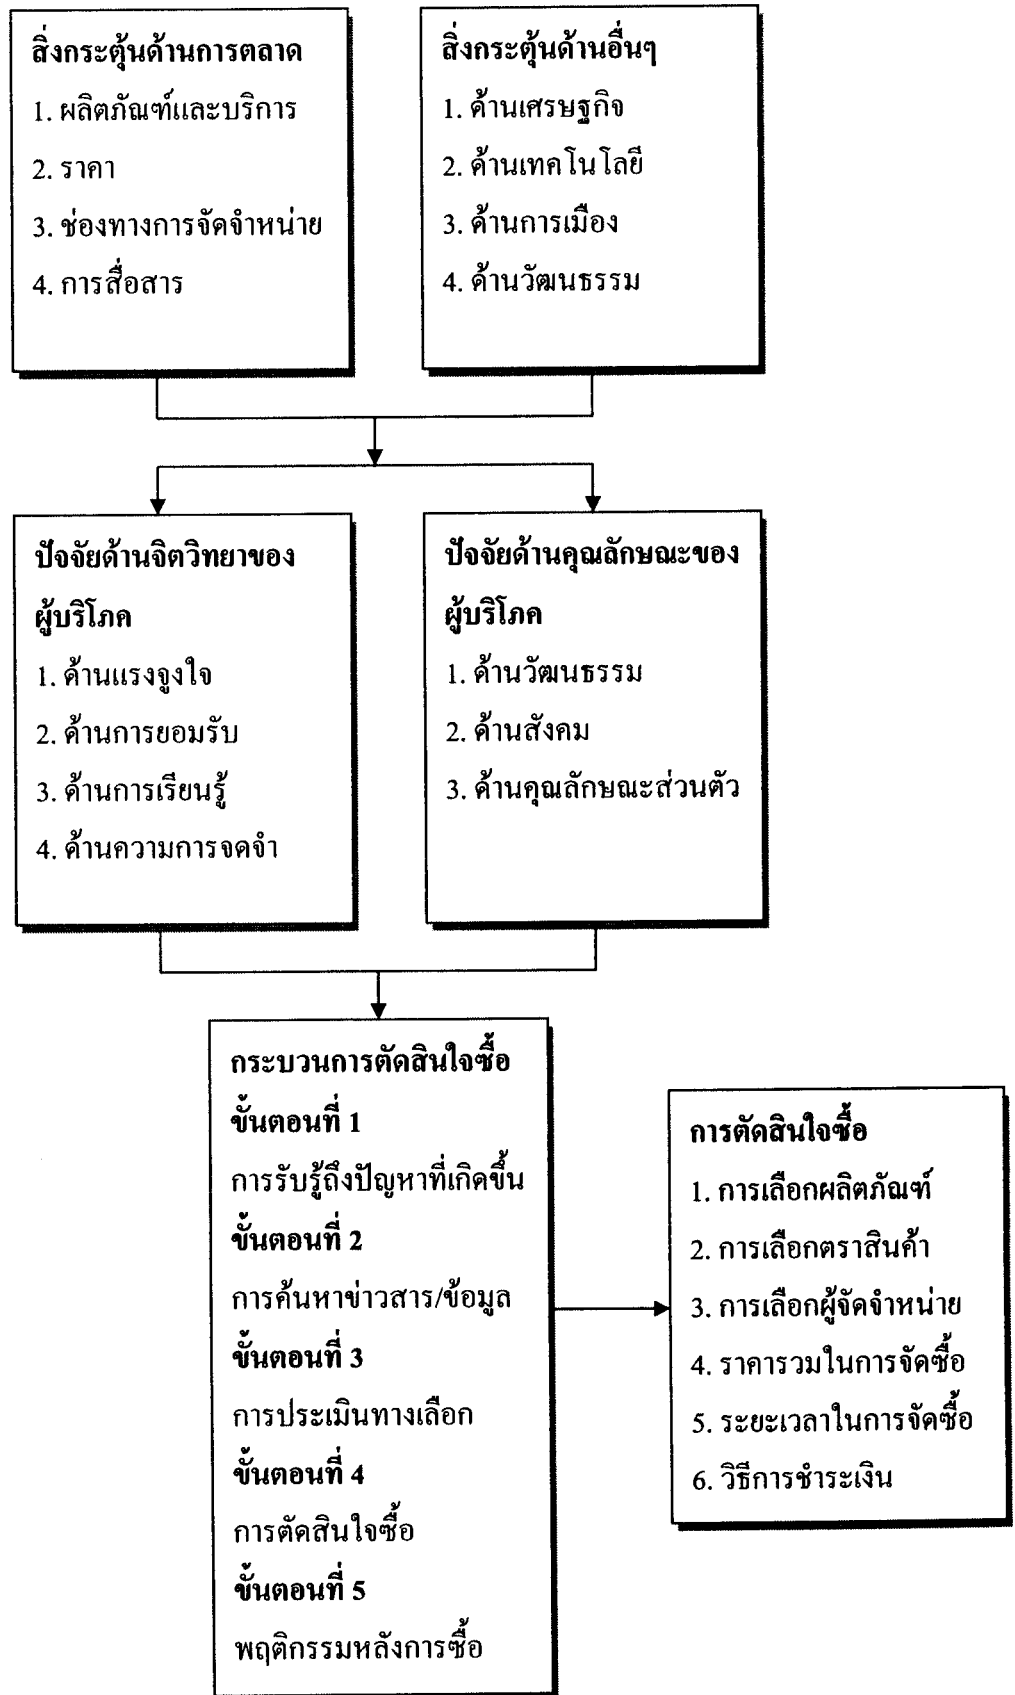 สิ่งกระตุ้นด้านการตลาด
1. ผลิตภัณฑ์และบริการ
2. ราคา
3. ช่องทางการจัดจำหน่าย
4. การสื่อสาร
สิ่งกระตุ้นด้านอื่นๆ
1. ด้านเศรษฐกิจ
2. ด้านเทคโนโลยี
3. ด้านการเมือง
4. ด้านวัฒนธรรม
ปัจจัยด้านจิตวิทยาของ
ผู้บริโภค
1. ด้านแรงจูงใจ
2. ด้านการยอมรับ
3. ด้านการเรียนรู้
4. ด้านความการจดจำ
ปัจจัยด้านคุณลักษณะของ
ผู้บริโภค
1. ด้านวัฒนธรรม
2. ด้านสังคม
3. ด้านคุณลักษณะส่วนตัว
กระบวนการตัดสินใจซื้อ
ขั้นตอนที่ 1
การรับรู้ถึงปัญหาที่เกิดขึ้น
ขั้นตอนที่ 2
การค้นหาข่าวสาร/ข้อมูล
ขั้นตอนที่ 3
การประเมินทางเลือก
ขั้นตอนที่ 4
การตัดสินใจซื้อ
ขั้นตอนที่ 5
พฤติกรรมหลังการซื้อ
การตัดสินใจซื้อ
1. การเลือกผลิตภัณฑ์
2. การเลือกตราสินค้า
3. การเลือกผู้จัดจำหน่าย
4. ราคารวมในการจัดซื้อ
5. ระยะเวลาในการจัดซื้อ
6. วิธีการชำระเงิน